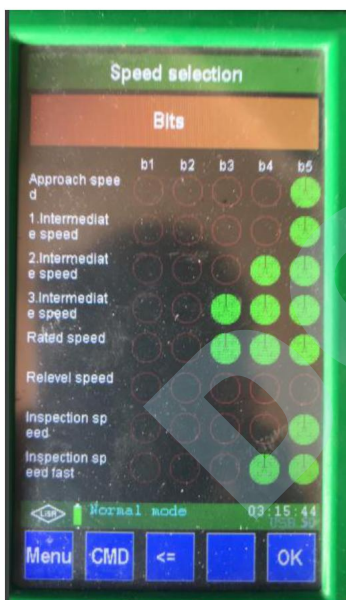 Speed selection
Bits
b1 b2 b3 b4 b5
Approach spee
d
1.Intermediat
e speed
2.Intermediat
e speed
3.Intermediat
e speed
Rated speed
Relevel speed
Inspection sp
eed
Inspection sp
eed fast
LiSA Normal mode 03:15:44
Menu CMD <= OK